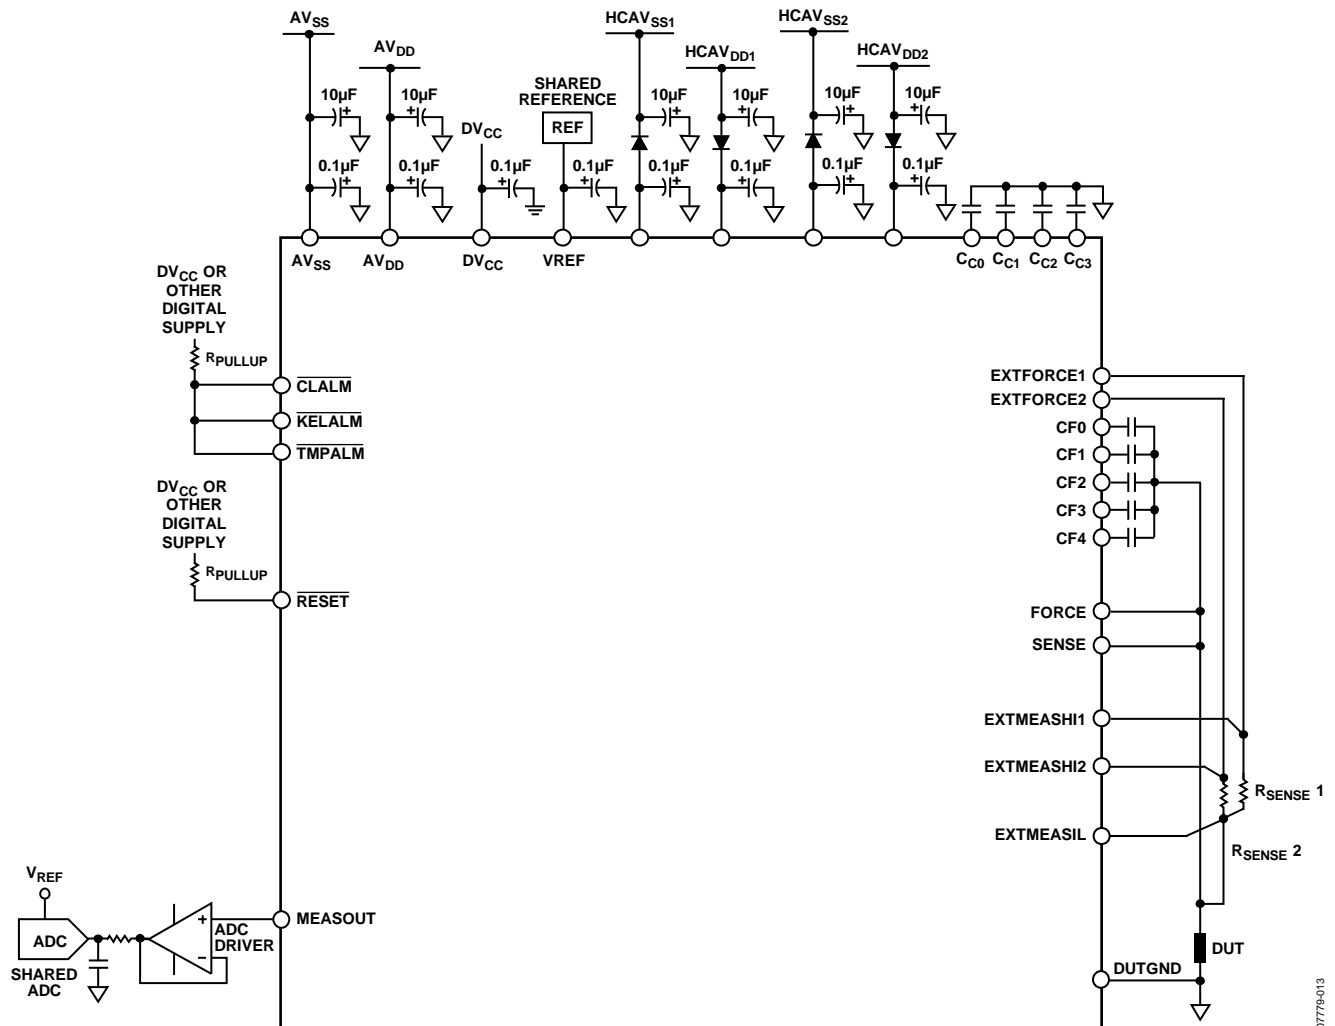 AVSS
AVDD
HCAVSS1
HCAVDD1
HCAVSS2
HCAVDD2
10µF
10µF
10µF
10µF
10µF
10µF
SHARED
REFERENCE
REF
DVCC
0.1µF
0.1µF
0.1µF
0.1µF
0.1µF
0.1µF
0.1µF
0.1µF
AVSS
AVDD
DVCC
VREF
CC0
CC1
CC2
CC3
DVCC OR
OTHER
DIGITAL
SUPPLY
RPULLUP
CLALM
KELALM
TMPALM
DVCC OR
OTHER
DIGITAL
SUPPLY
RPULLUP
RESET
EXTFORCE1
EXTFORCE2
CF0
CF1
CF2
CF3
CF4
FORCE
SENSE
EXTMEASHI1
EXTMEASHI2
EXTMEASIL
RSENSE 1
RSENSE 2
VREF
ADC
SHARED
ADC
+
−
ADC
DRIVER
MEASOUT
DUTGND
DUT
07779-013